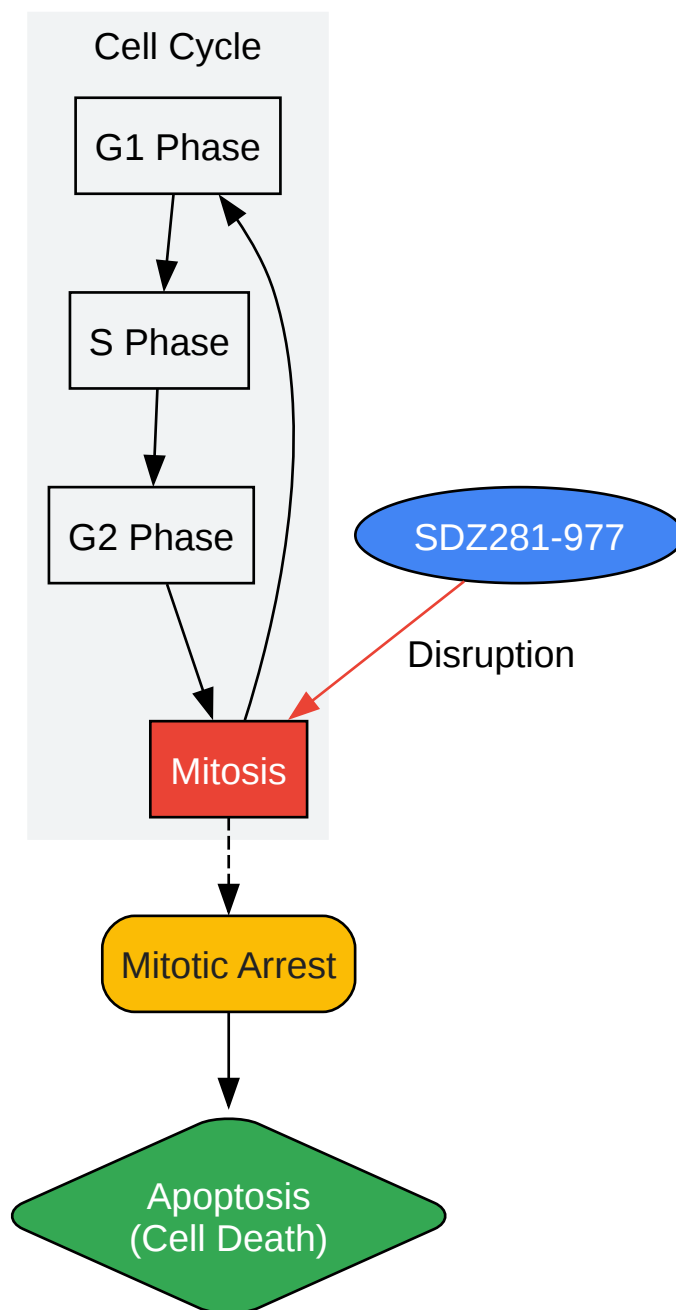 Cell Cycle
G1 Phase
S Phase
G2 Phase
SDZ281-977
Disruption
Mitosis
Mitotic Arrest
Apoptosis
(Cell Death)